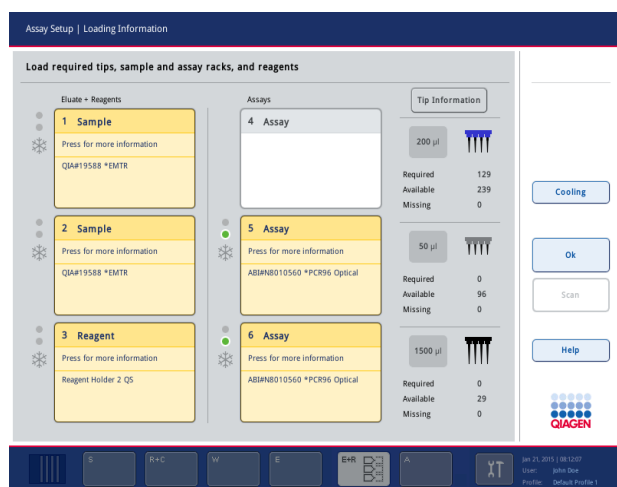 Assay Setup | Loading Information
Load required tips, sample and assay racks, and reagents
Eluate + Reagents
Assays
Tip Information
1 Sample
Press for more information
QIA#19588 *EMTR
4 Assay
200 µl
Required 129
Available 239
Missing 0
Cooling
2 Sample
Press for more information
QIA#19588 *EMTR
5 Assay
Press for more information
ABI#N8010560 *PCR96 Optical
50 µl
Required 0
Available 96
Missing 0
Ok
Scan
3 Reagent
Press for more information
Reagent Holder 2 QS
6 Assay
Press for more information
ABI#N8010560 *PCR96 Optical
1500 µl
Required 0
Available 29
Missing 0
Help
QIAGEN
S
R+C
W
E
E+R
A
Jan 21, 2015 | 08:12:07
User: John Doe
Profile: Default Profile 1